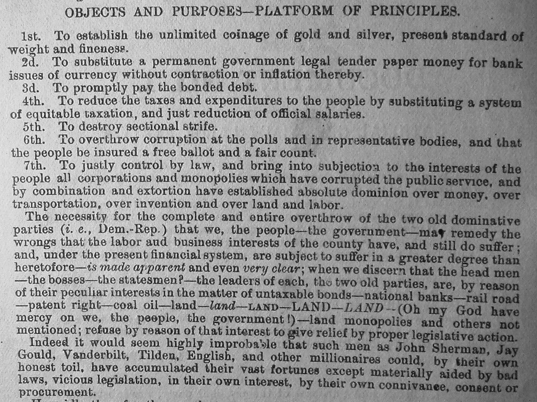 OBJECTS AND PURPOSES—PLATFORM OF PRINCIPLES.
1st. To establish the unlimited coinage of gold and silver, present standard of
weight and fineness.
2d. To substitute a permanent government legal tender paper money for bank
issues of currency without contraction or inflation thereby.
3d. To promptly pay the bonded debt.
4th. To reduce the taxes and expenditures to the people by substituting a system
of equitable taxation, and just reduction of official salaries.
5th. To destroy sectional strife.
6th. To overthrow corruption at the polls and in representative bodies, and that
the people be insured a free ballot and a fair count.
7th. To justly control by law, and bring into subjection to the interests of the
people all corporations and monopolies which have corrupted the public service, and
by combination and extortion have established absolute dominion over money, over
transportation, over invention and over land and labor.
The necessity for the complete and entire overthrow of the two old dominative
parties (i. e., Dem.-Rep.) that we, the people—the government—may remedy the
wrongs that the labor and business interests of the county have, and still do suffer;
and, under the present financial system, are subject to suffer in a greater degree than
heretofore—is made apparent and even very clear; when we discern that the head men
—the bosses—the statesmen?—the leaders of each, the two old parties, are, by reason
of their peculiar interests in the matter of untaxable bonds—national banks—rail road
—patent right—coal oil—land—land—LAND—LAND—LAND—(Oh my God have
mercy on we, the peeple, the government!)—land monopolies and others not
mentioned; refuse by reason of that interest to give relief by proper legislative action.
Indeed it would seem highly improbable that such men as John Sherman, Jay
Gould, Vanderbilt, Tilden, English, and other millionaires could, by their own
honest toil, have accumulated their vast fortunes except materially aided by bad
laws, vicious legislation, in their own interest, by their own connivance, consent or
procurement.